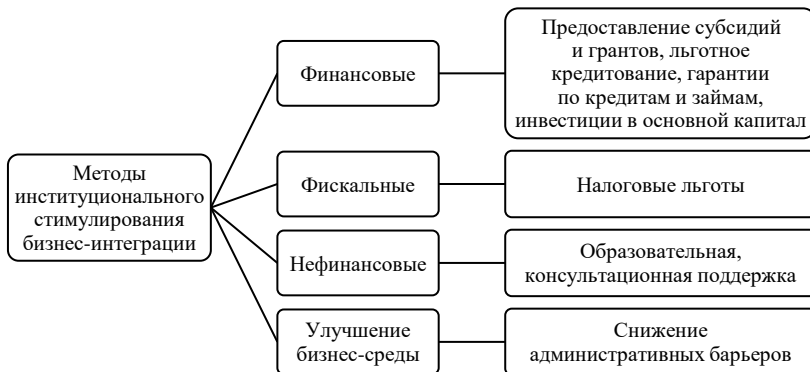 Методы
институционального
стимулирования
бизнес-интеграции
Финансовые
Предоставление субсидий
и грантов, льготное
кредитование, гарантии
по кредитам и займам,
инвестиции в основной капитал
Фискальные
Налоговые льготы
Нефинансовые
Образовательная,
консультационная поддержка
Улучшение
бизнес-среды
Снижение
административных барьеров